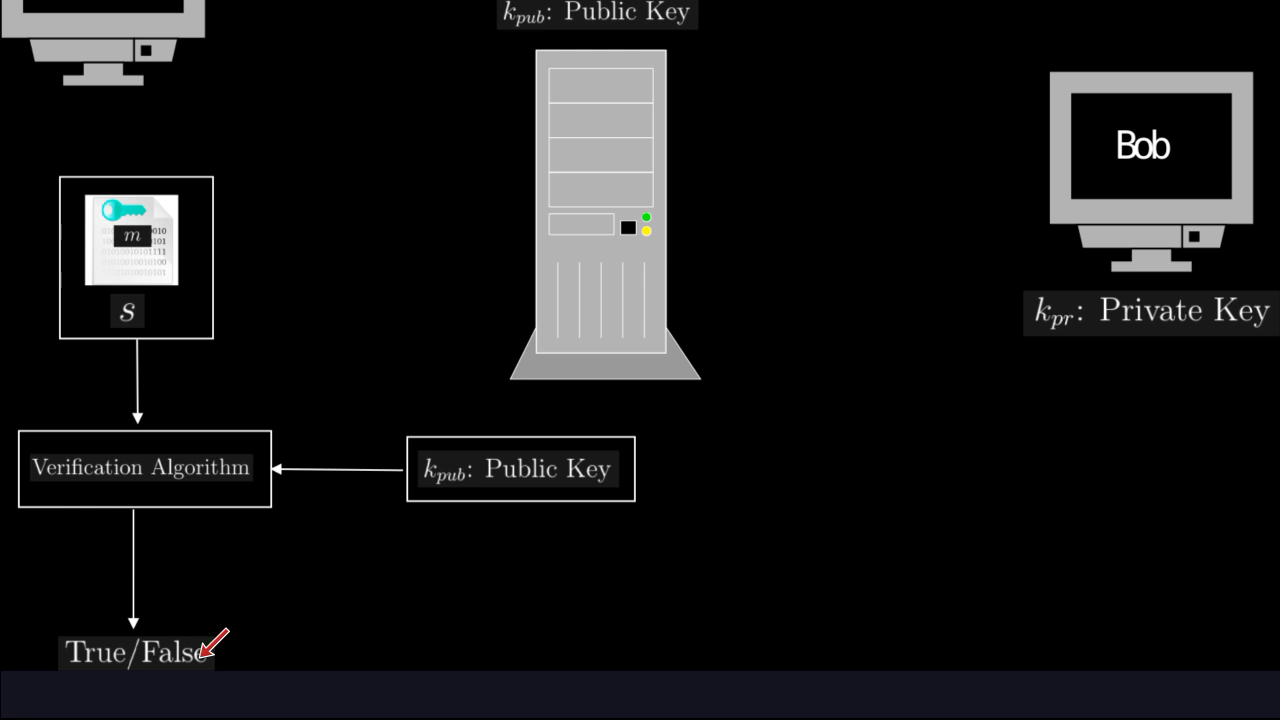 k_pub: Public Key
Bob
m
s
k_pr: Private Key
Verification Algorithm
k_pub: Public Key
True/False